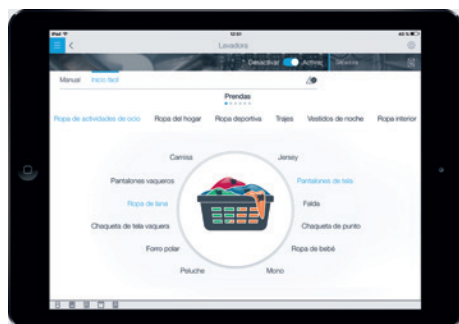 iPad
12:51
Lavadora
Desactivar Activar
Manual Inicio fácil
Prendas
Ropa de actividades de ocio Ropa del hogar Ropa deportiva Trajes Vestidos de noche Ropa interior
Camisa Jersey
Pantalones vaqueros Pantalones de tela
Ropa de lana Falda
Chaqueta de tela vaquera Chaqueta de punto
Forro polar Ropa de bebé
Peluche Mono